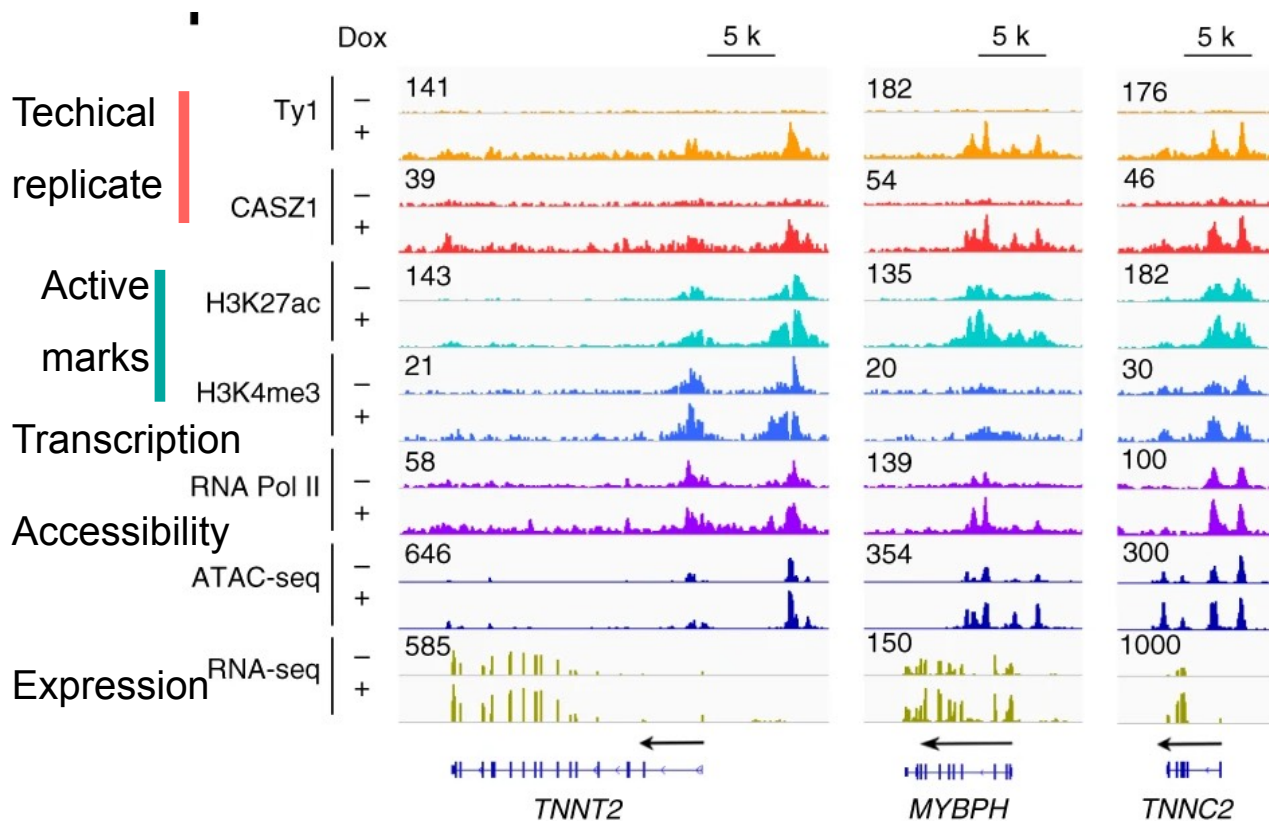 Dox
5 k
5 k
5 k
Techical
replicate
Ty1
−
+
141
182
176
CASZ1
−
+
39
54
46
Active
marks
H3K27ac
−
+
143
135
182
H3K4me3
−
+
21
20
30
Transcription
RNA Pol II
−
+
58
139
100
Accessibility
ATAC-seq
−
+
646
354
300
Expression
RNA-seq
−
+
585
150
1000
TNNT2
MYBPH
TNNC2